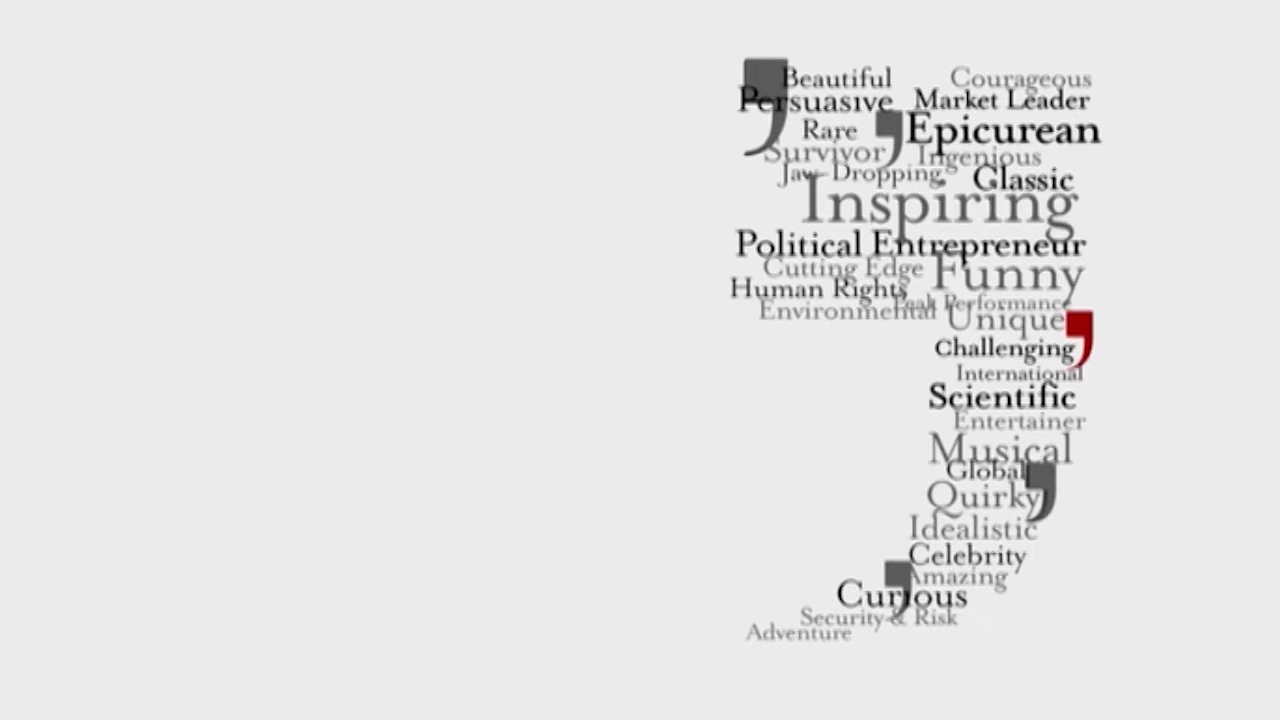 Beautiful
Courageous
Persuasive
Market Leader
Rare
Epicurean
Survivor
Ingenious
Jaw-Dropping
Classic
Inspiring
Political Entrepreneur
Cutting Edge
Funny
Human Rights
Peak Performance
Environmental
Unique
Challenging
International
Scientific
Entertainer
Musical
Global
Quirky
Idealistic
Celebrity
Amazing
Curious
Security & Risk
Adventure